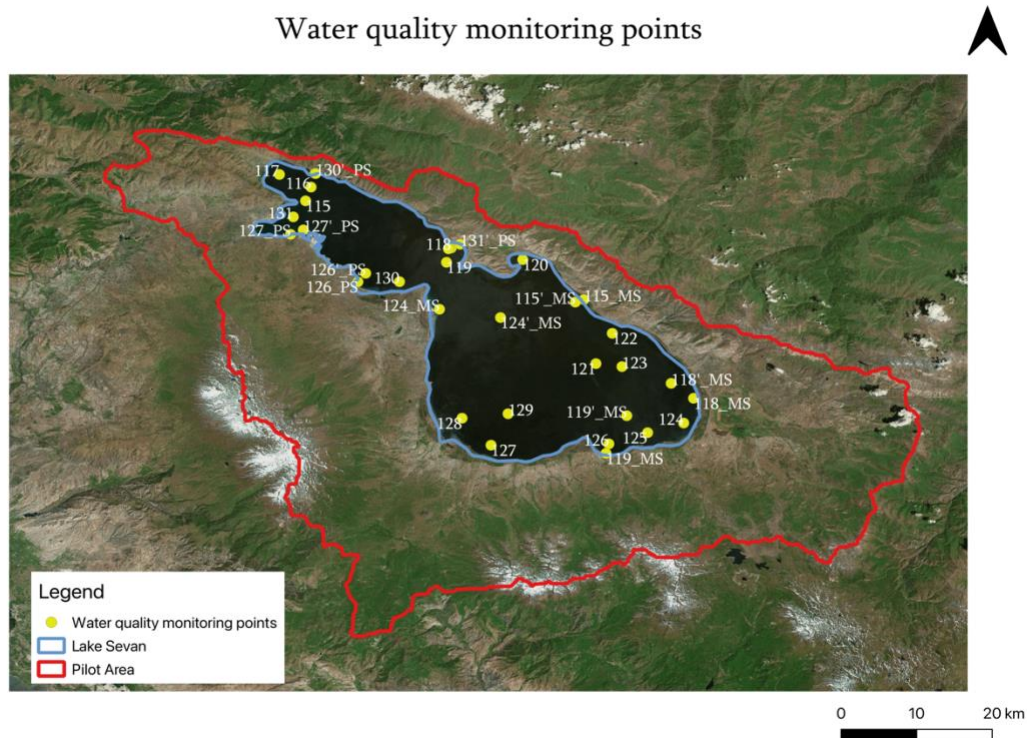 Water quality monitoring points
117
130'_PS
116
115
131
127'_PS
127_PS
118
131'_PS
119
120
126'_PS
126_PS
130
124_MS
115'_MS
115_MS
124'_MS
122
121
123
118'_MS
118_MS
119'_MS
129
128
124
125
126
127
119_MS
Legend
Water quality monitoring points
Lake Sevan
Pilot Area
0 10 20 km